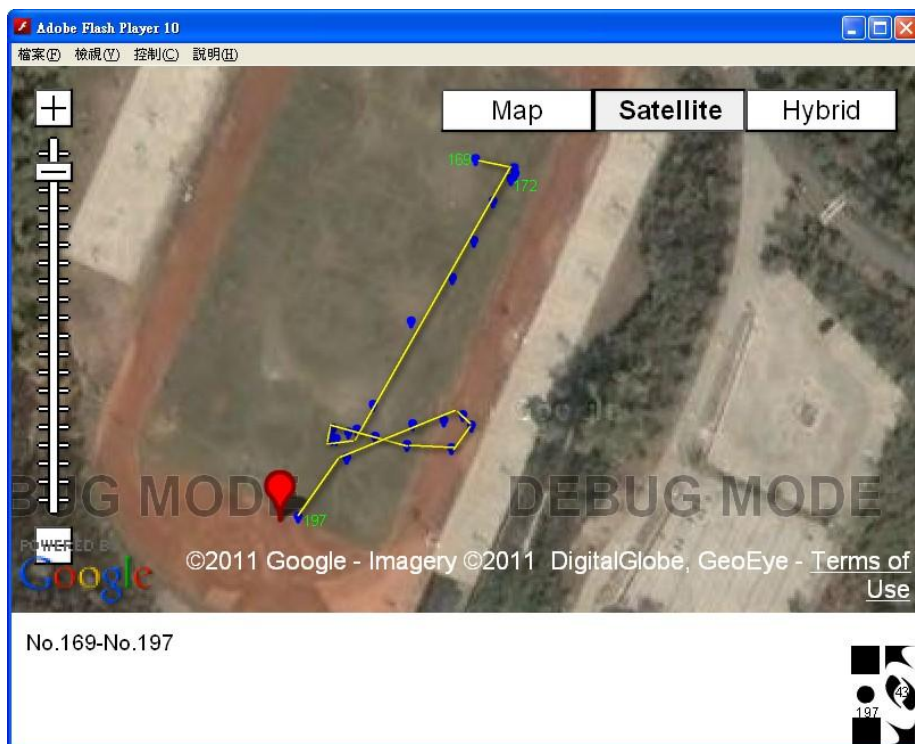 Adobe Flash Player 10
檔案(F) 檢視(V) 控制(C) 說明(H)
Map Satellite Hybrid
169
172
197
DEBUG MODE DEBUG MODE
POWERED BY
Google
©2011 Google - Imagery ©2011 DigitalGlobe, GeoEye - Terms of
Use
No.169-No.197
43
197